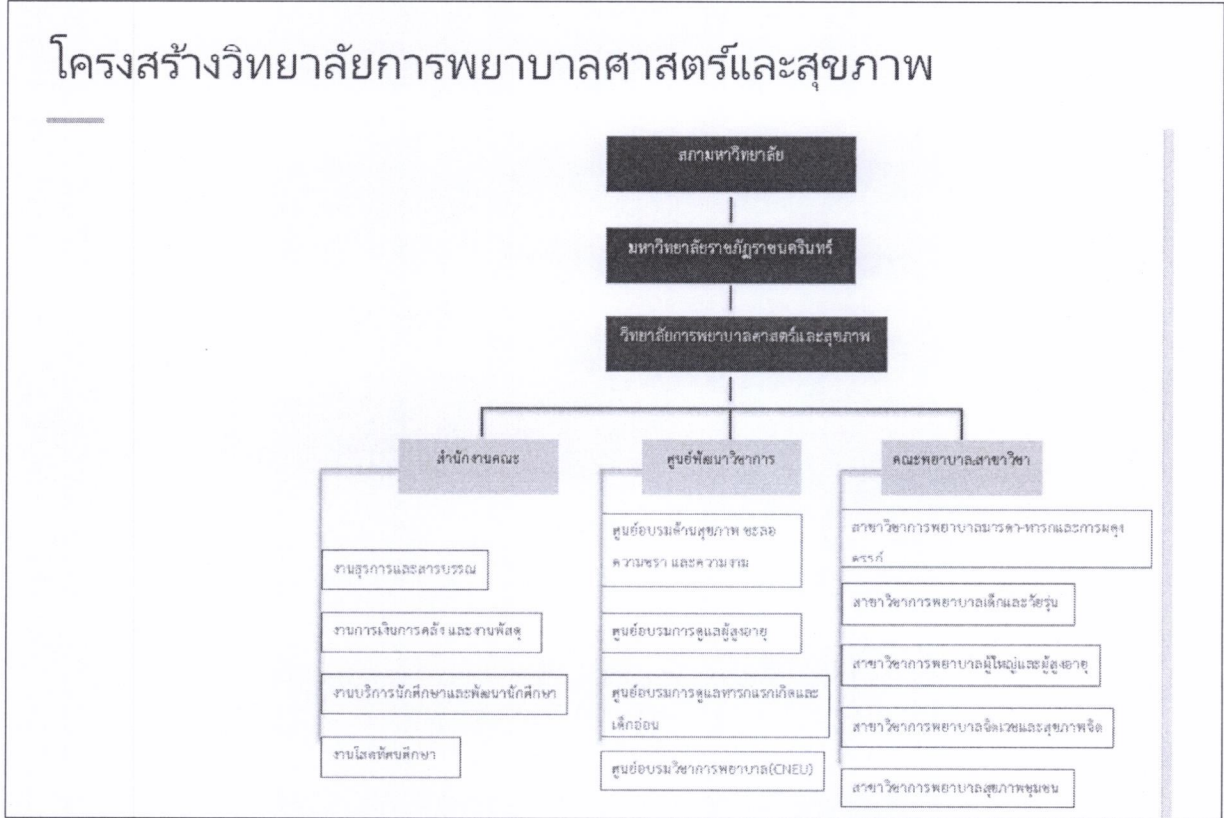 โครงสร้างวิทยาลัยการพยาบาลศาสตร์และสุขภาพ
สภามหาวิทยาลัย
มหาวิทยาลัยราชภัฏราชนครินทร์
วิทยาลัยการพยาบาลศาสตร์และสุขภาพ
สำนักงานคณะ
งานธุรการและสารบรรณ
งานการเงินการคลัง และงานพัสดุ
งานบริการนักศึกษาและพัฒนานักศึกษา
งานโสตทัศนศึกษา
ศูนย์พัฒนาวิชาการ
ศูนย์อบรมด้านสุขภาพ ชะลอ
ความชรา และความงาม
ศูนย์อบรมการดูแลผู้สูงอายุ
ศูนย์อบรมการดูแลทารกแรกเกิดและ
เด็กอ่อน
ศูนย์อบรมวิชาการพยาบาล(CNEU)
คณะพยาบาล,สาขาวิชา
สาขาวิชาการพยาบาลมารดา-ทารกและการผดุง
ครรภ์
สาขาวิชาการพยาบาลเด็กและวัยรุ่น
สาขาวิชาการพยาบาลผู้ใหญ่และผู้สูงอายุ
สาขาวิชาการพยาบาลจิตเวชและสุขภาพจิต
สาขาวิชาการพยาบาลสุขภาพชุมชน